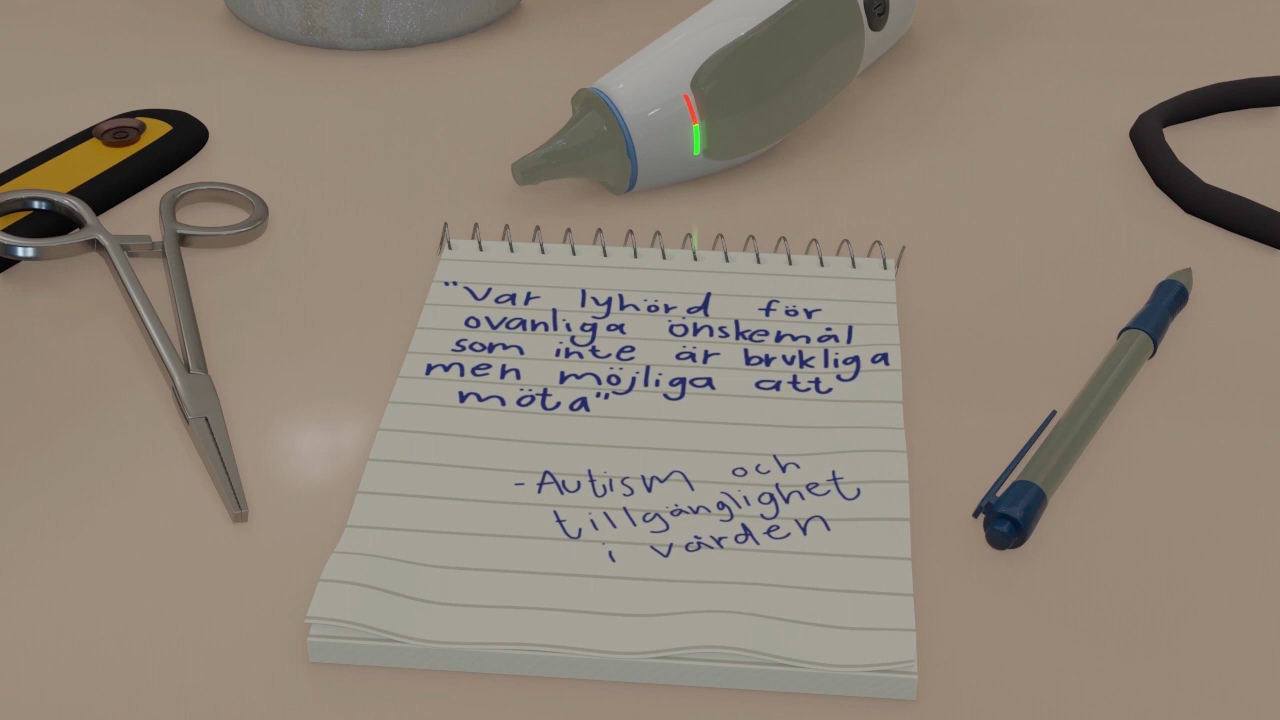 "Var lyhörd för
ovanliga önskemål
som inte är brukliga
men möjliga att
möta"
- Autism och
tillgänglighet
i vården